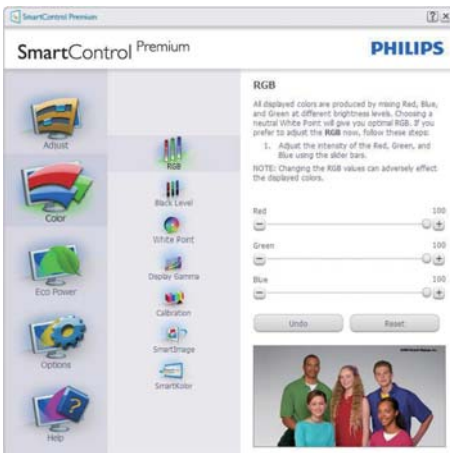 SmartControl Premium
SmartControl Premium
PHILIPS
Adjust
Color
Eco Power
Options
Help
RGB
Black Level
White Point
Display Gamma
Calibration
SmartImage
SmartKolor
RGB
All displayed colors are produced by mixing Red, Blue,
and Green at different brightness levels. Choosing a
neutral White Point will give you optimal RGB. If you
prefer to adjust the RGB now, follow these steps:
1. Adjust the intensity of the Red, Green, and
Blue using the slider bars.
NOTE: Changing the RGB values can adversely effect
the displayed colors.
Red 100
Green 100
Blue 100
Undo Reset